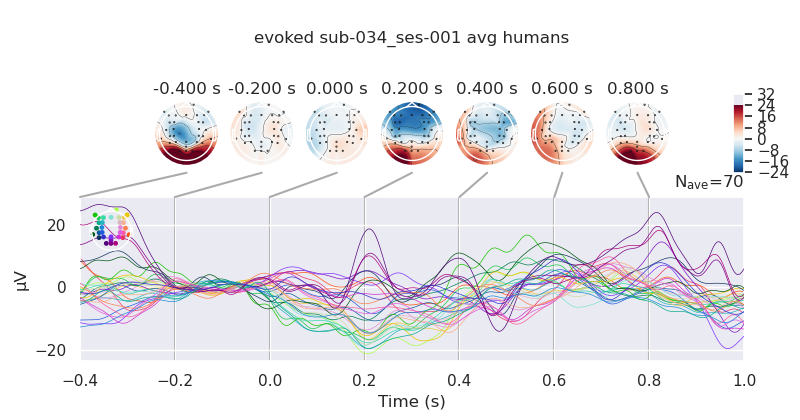 evoked sub-034_ses-001 avg humans
-0.400 s -0.200 s 0.000 s 0.200 s 0.400 s 0.600 s 0.800 s
32
24
16
8
0
−8
−16
−24
Nave=70
20
0
−20
µV
−0.4 −0.2 0.0 0.2 0.4 0.6 0.8 1.0
Time (s)